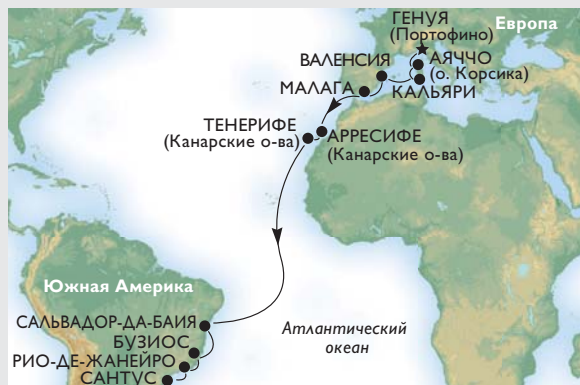 ГЕНУЯ
(Портофино)
Европа
ВАЛЕНСИЯ
АЯЧЧО
(о. Корсика)
МАЛАГА
КАЛЬЯРИ
ТЕНЕРИФЕ
(Канарские о-ва)
АРРЕСИФЕ
(Канарские о-ва)
Южная Америка
САЛЬВАДОР-ДА-БАИЯ
БУЗИОС
РИО-ДЕ-ЖАНЕЙРО
САНТУС
Атлантический
океан